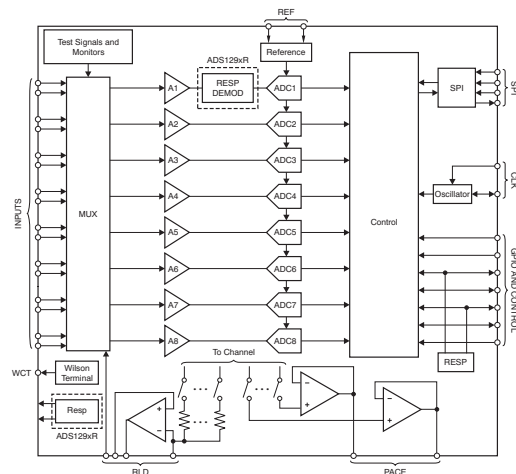 REF
Test Signals and
Monitors
ADS129xR
Reference
RESP
DEMOD
A1
ADC1
SPI
SPI
A2
ADC2
A3
ADC3
CLK
A4
ADC4
Oscillator
INPUTS
MUX
Control
A5
ADC5
A6
ADC6
GPIO AND CONTROL
A7
ADC7
A8
ADC8
RESP
To Channel
WCT
Wilson
Terminal
Resp
ADS129xR
+
−
−
+
−
+
RLD
PACE